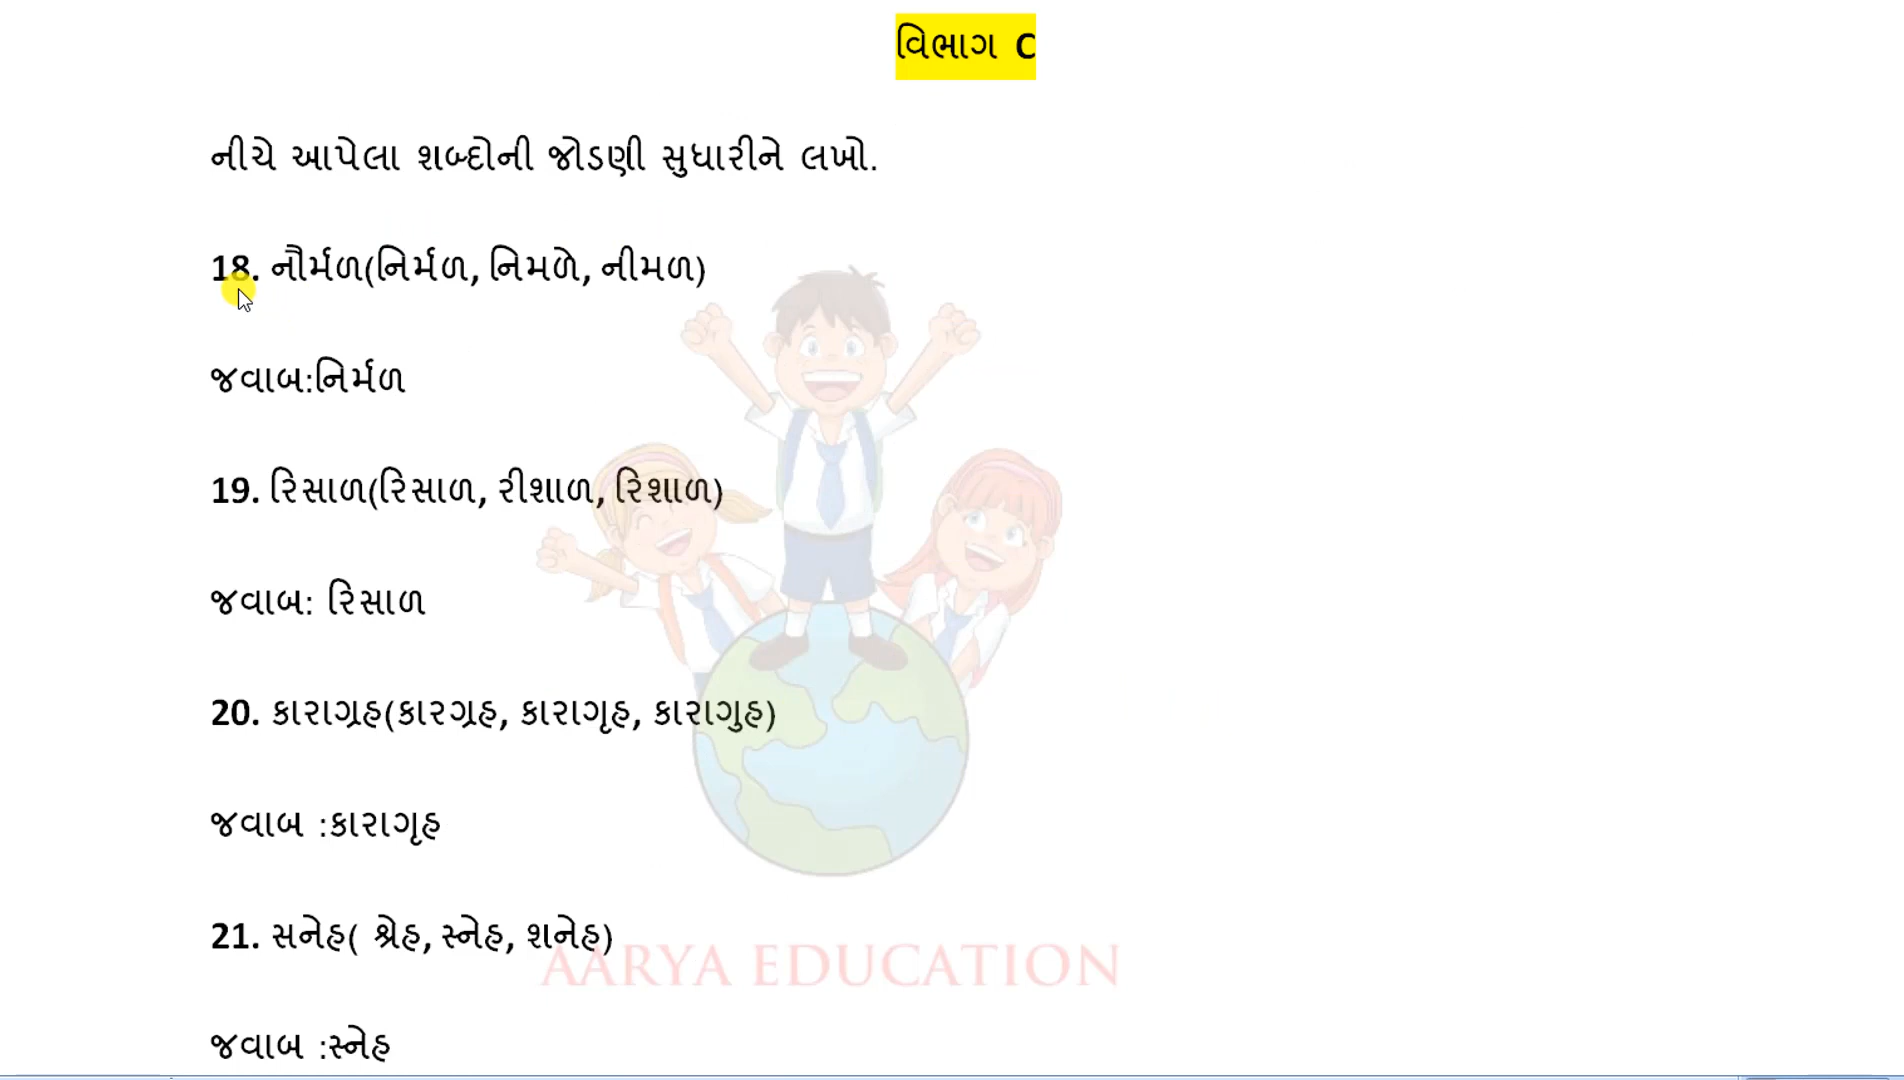 વિભાગ C
નીચે આપેલા શબ્દોની જોડણી સુધારીને લખો.
18. નૌર્મળ(નિર્મળ, નિમળે, નીમળ)
જવાબ:નિર્મળ
19. રિસાળ(રિસાળ, રીશાળ, રિશાળ)
જવાબ: રિસાળ
20. કારાગ્રહ(કારગ્રહ, કારાગૃહ, કારાગુહ)
જવાબ :કારાગૃહ
21. સનેહ( શ્રેહ, સ્નેહ, શનેહ)
AARYA EDUCATION
જવાબ :સ્નેહ